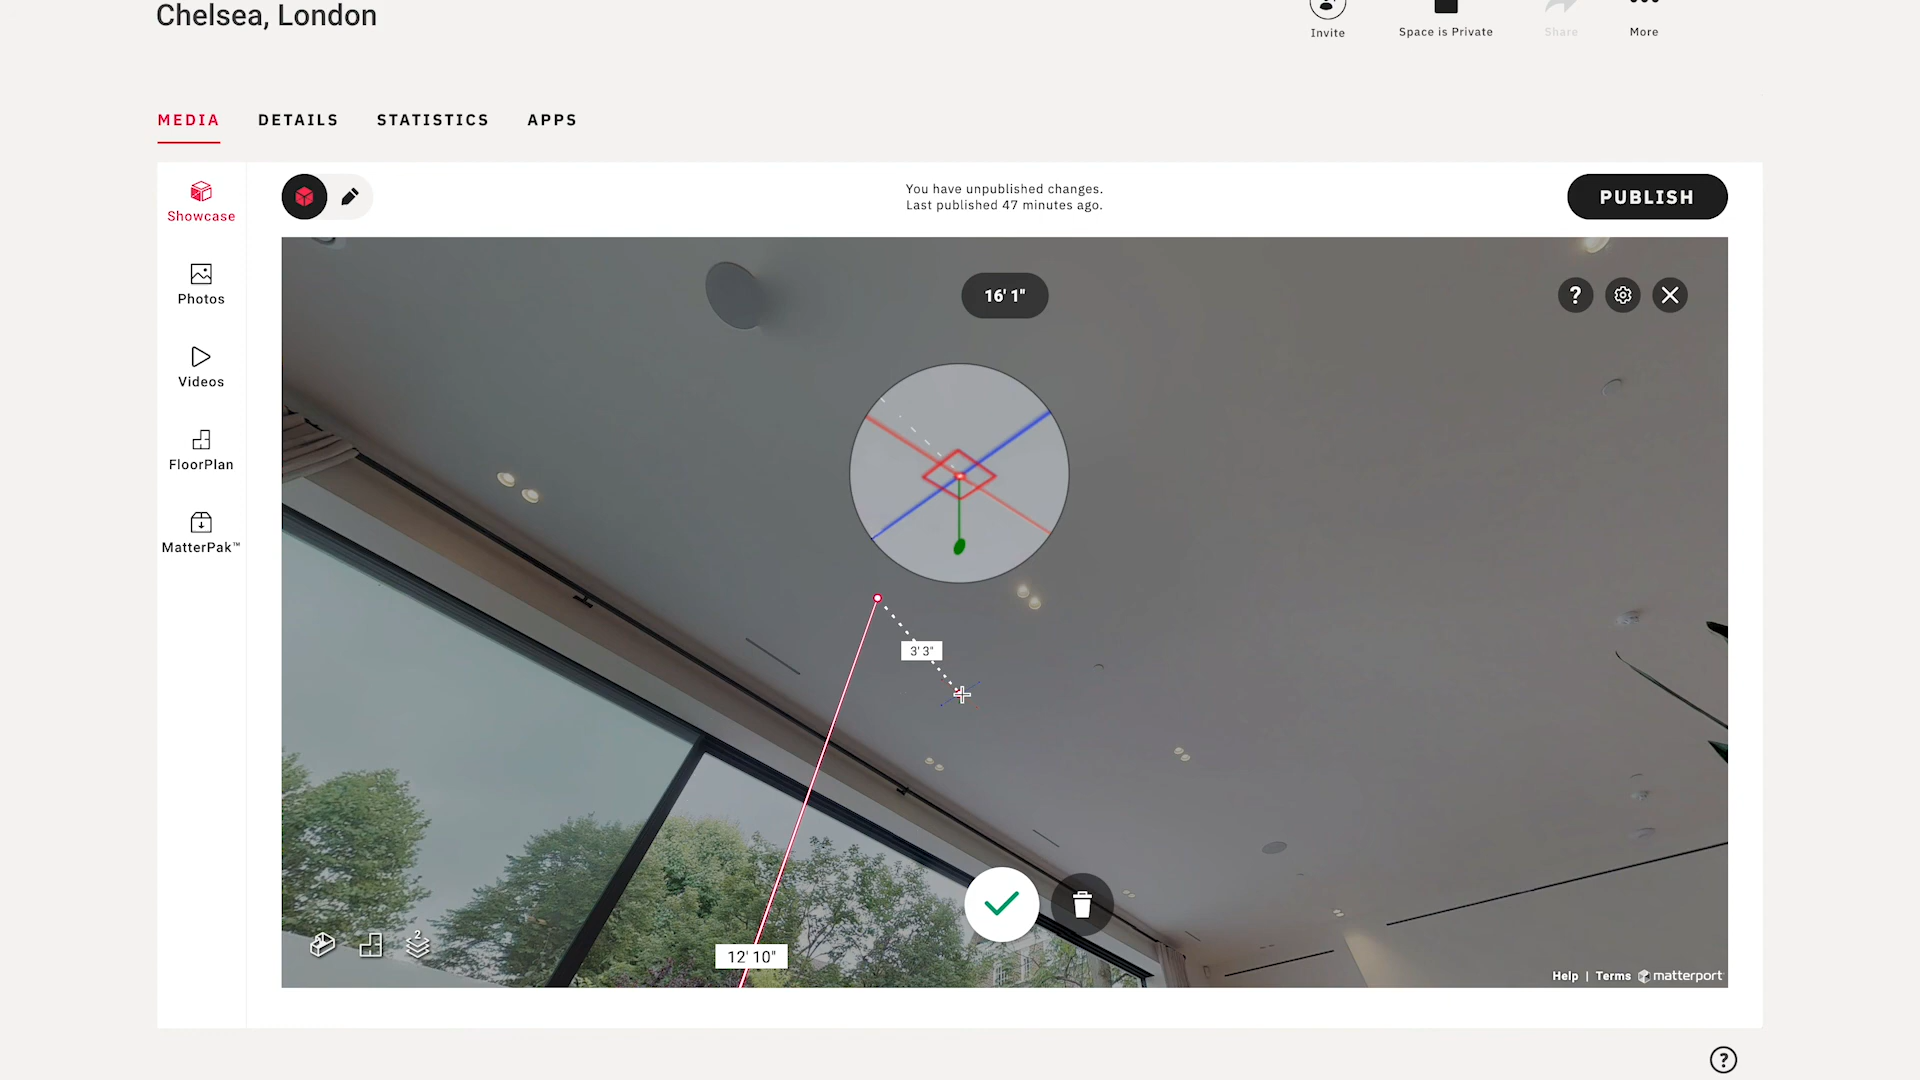 Chelsea, London
Invite
Space is Private
Share
More
MEDIA
DETAILS
STATISTICS
APPS
Showcase
Photos
Videos
FloorPlan
MatterPak™
You have unpublished changes.
Last published 47 minutes ago.
PUBLISH
16' 1"
?
3' 3"
12' 10"
2
Help | Terms matterport
?